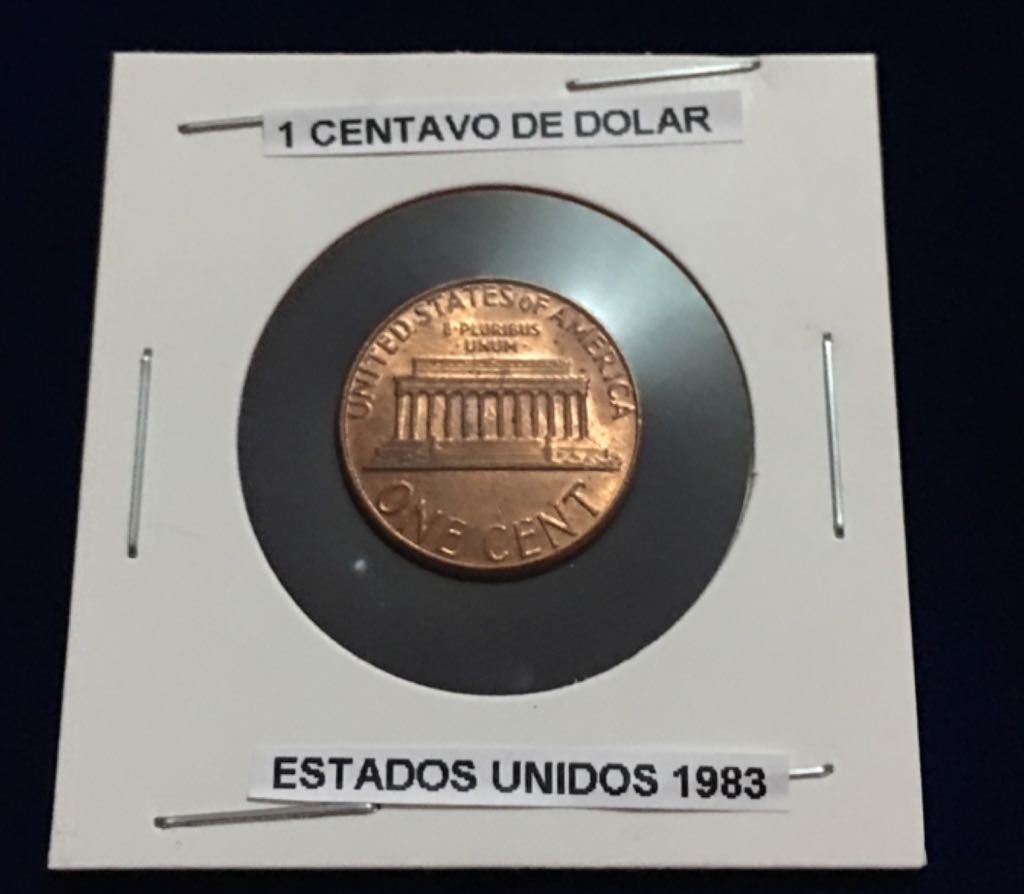 1 CENTAVO DE DOLAR
UNITED STATES OF AMERICA
E·PLURIBUS
UNUM
ONE CENT
ESTADOS UNIDOS 1983